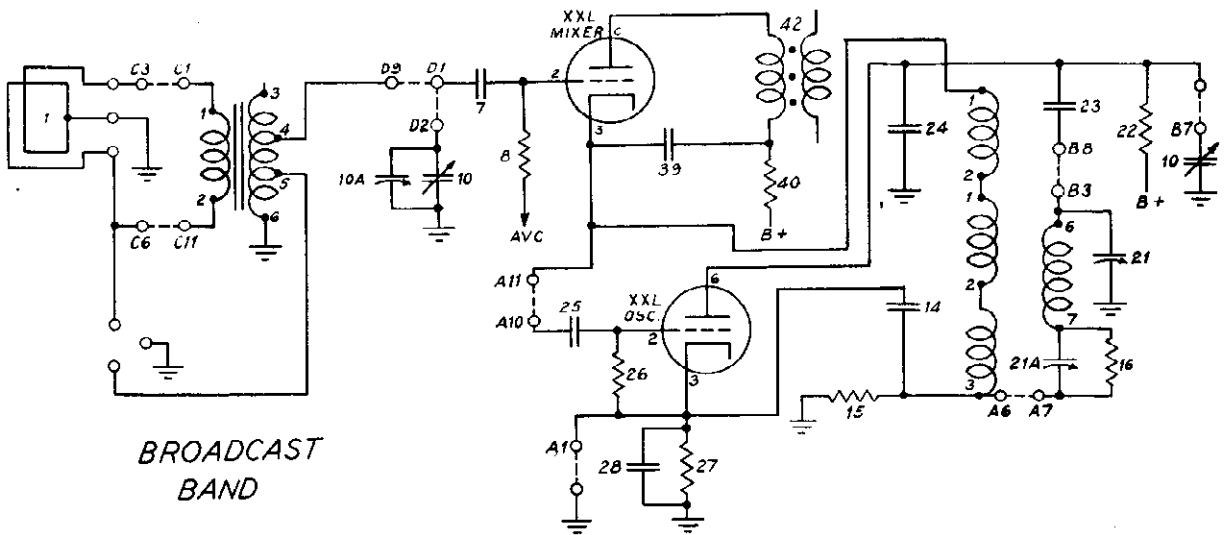 XXL
MIXER
C
42
C3
C1
D9
D1
3
1
2
7
1
4
1
23
D2
3
24
22
B7
8
39
B8
10
5
10A
10
40
2
1
B3
C6
C11
2
6
AVC
B+
B+
6
21
A11
XXL
OSC.
6
2
A10
25
14
7
2
26
3
21A
16
3
15
A6
A7
BROADCAST
BAND
A1
28
27